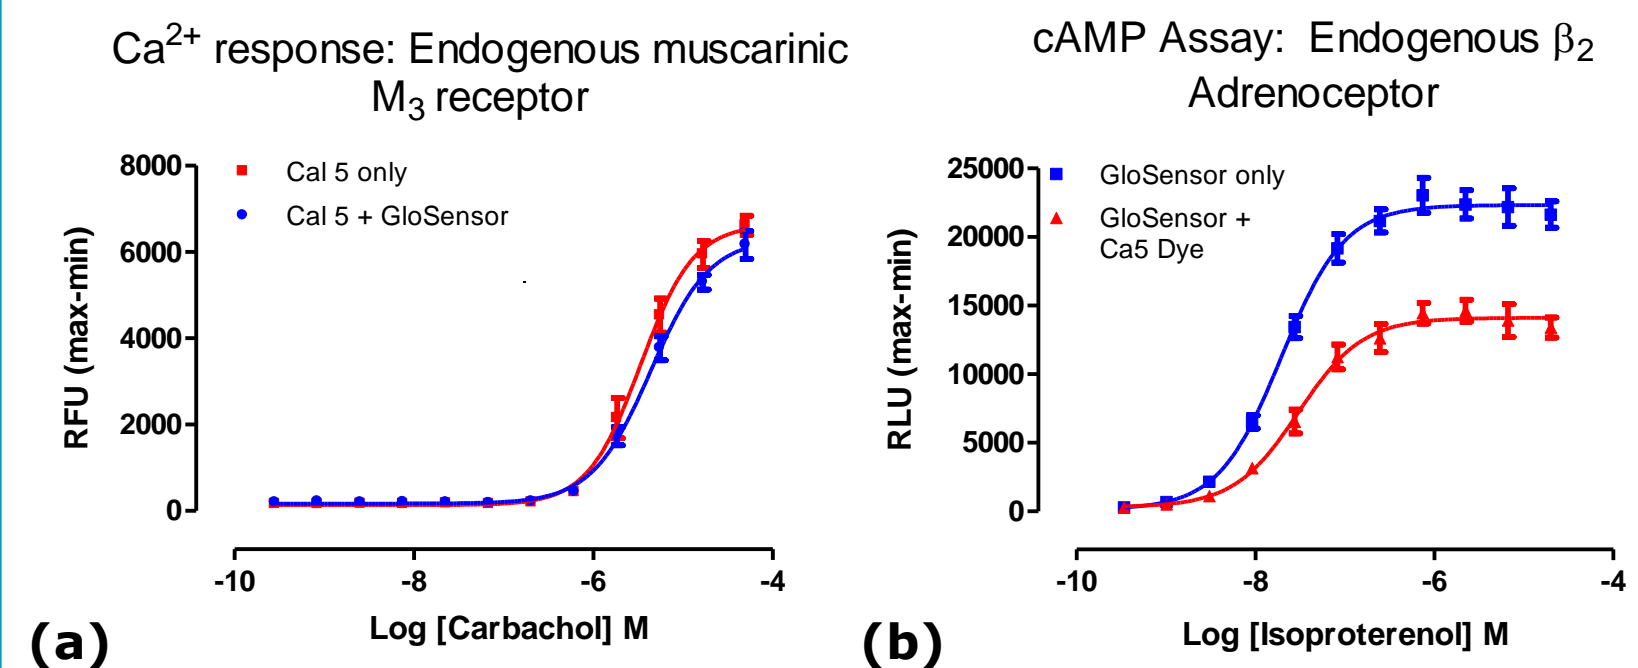 Ca²⁺ response: Endogenous muscarinic
M₃ receptor
8000
6000
4000
2000
0
RFU (max-min)
Cal 5 only
Cal 5 + GloSensor
-10
-8
-6
-4
Log [Carbachol] M
(a)
cAMP Assay: Endogenous β₂
Adrenoceptor
25000
20000
15000
10000
5000
0
RLU (max-min)
GloSensor only
GloSensor +
Ca5 Dye
-10
-8
-6
-4
Log [Isoproterenol] M
(b)